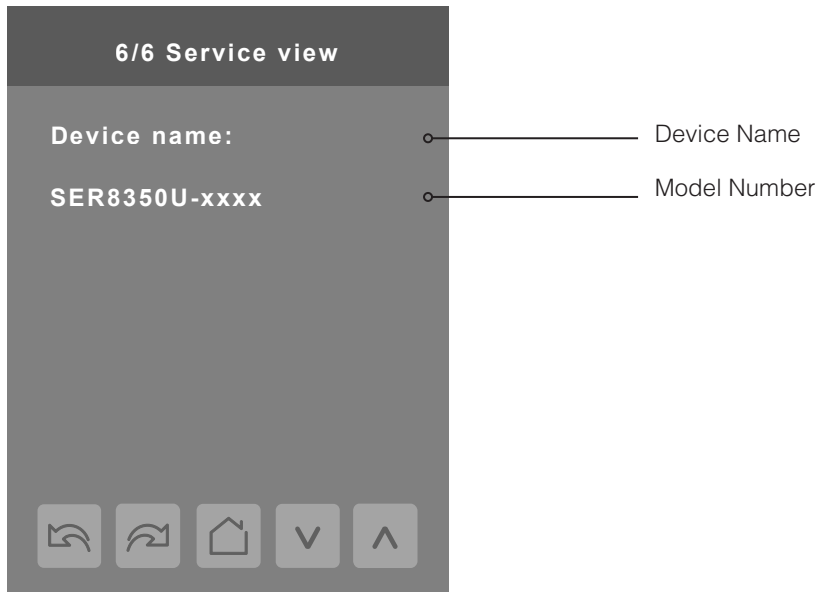 6/6 Service view
Device name:
Device Name
SER8350U-xxxx
Model Number